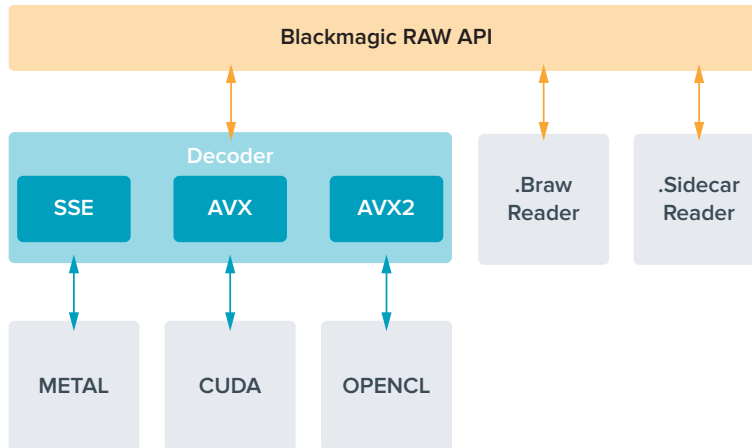 Blackmagic RAW API
Decoder
SSE
AVX
AVX2
.Braw
Reader
.Sidecar
Reader
METAL
CUDA
OPENCL